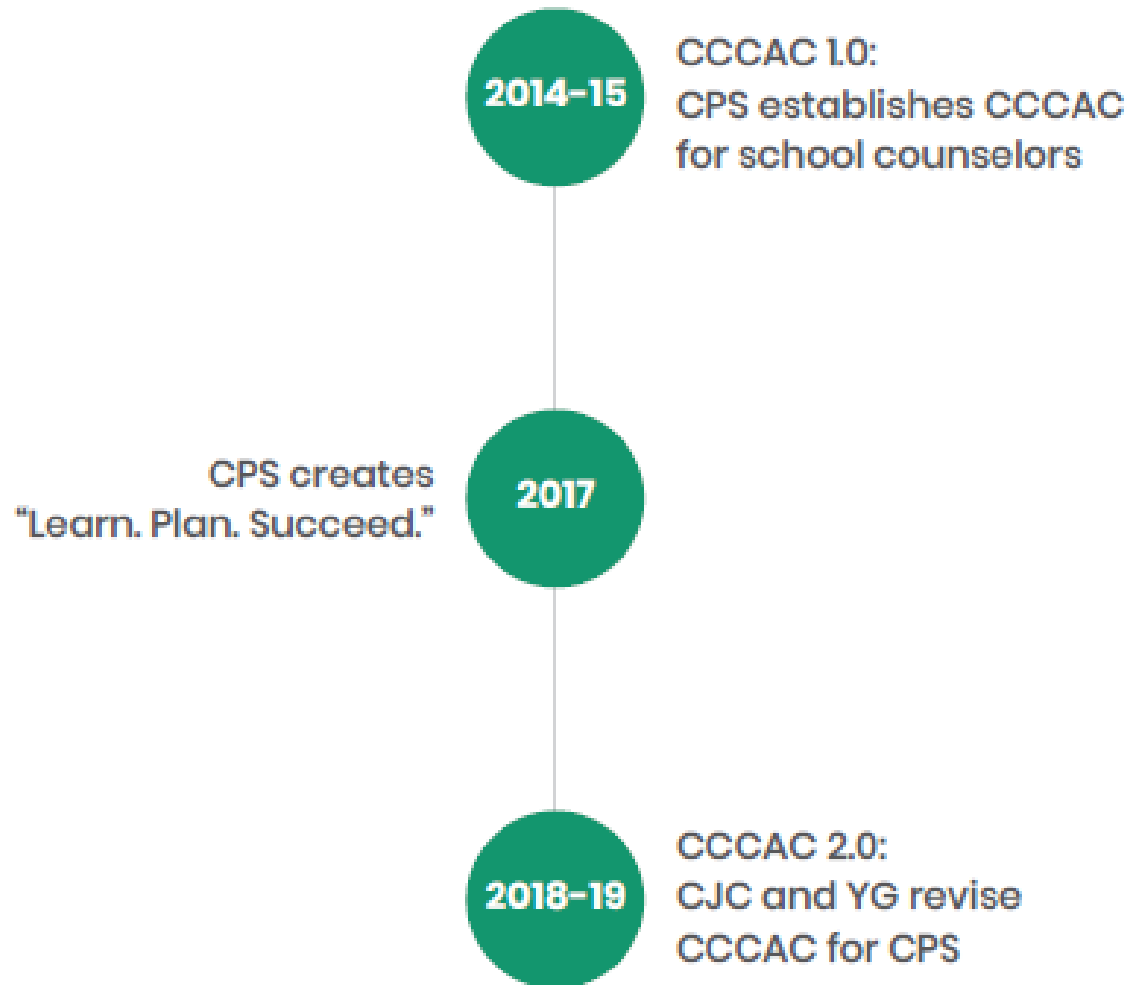 2014-15
CCCAC 1.0:
CPS establishes CCCAC
for school counselors
CPS creates
“Learn. Plan. Succeed.”
2017
2018-19
CCCAC 2.0:
CJC and YG revise
CCCAC for CPS